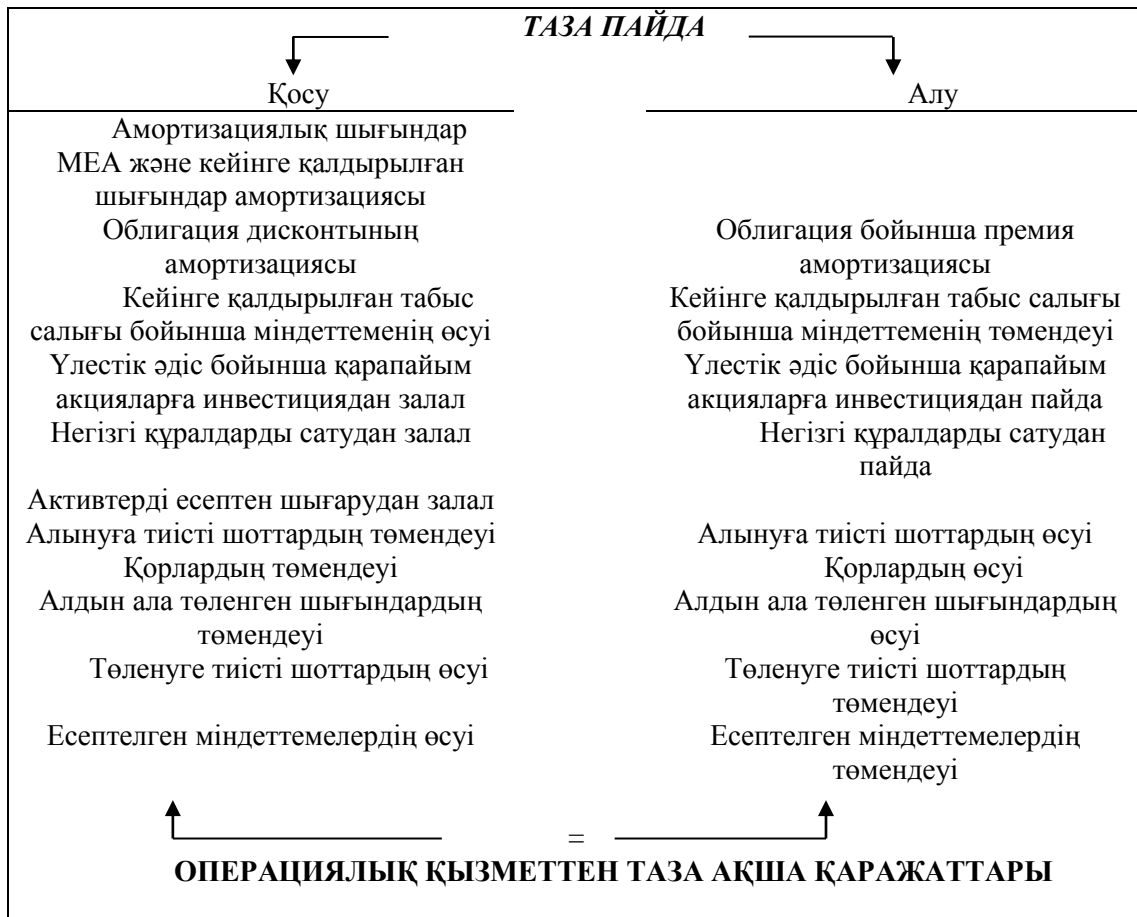 ТАЗА ПАЙДА
Қосу
Алу
Амортизациялық шығындар
МЕА және кейінге қалдырылған
шығындар амортизациясы
Облигация дисконтының
амортизациясы
Кейінге қалдырылған табыс
салығы бойынша міндеттеменің өсуі
Үлестік әдіс бойынша қарапайым
акцияларға инвестициядан залал
Негізгі құралдарды сатудан залал
Активтерді есептен шығарудан залал
Алынуға тиісті шоттардың төмендеуі
Қорлардың төмендеуі
Алдын ала төленген шығындардың
төмендеуі
Төленуге тиісті шоттардың өсуі
Есептелген міндеттемелердің өсуі
Облигация бойынша премия
амортизациясы
Кейінге қалдырылған табыс салығы
бойынша міндеттеменің төмендеуі
Үлестік әдіс бойынша қарапайым
акцияларға инвестициядан пайда
Негізгі құралдарды сатудан
пайда
Алынуға тиісті шоттардың өсуі
Қорлардың өсуі
Алдын ала төленген шығындардың
өсуі
Төленуге тиісті шоттардың
төмендеуі
Есептелген міндеттемелердің
төмендеуі
=
ОПЕРАЦИЯЛЫҚ ҚЫЗМЕТТЕН ТАЗА АҚША ҚАРАЖАТТАРЫ